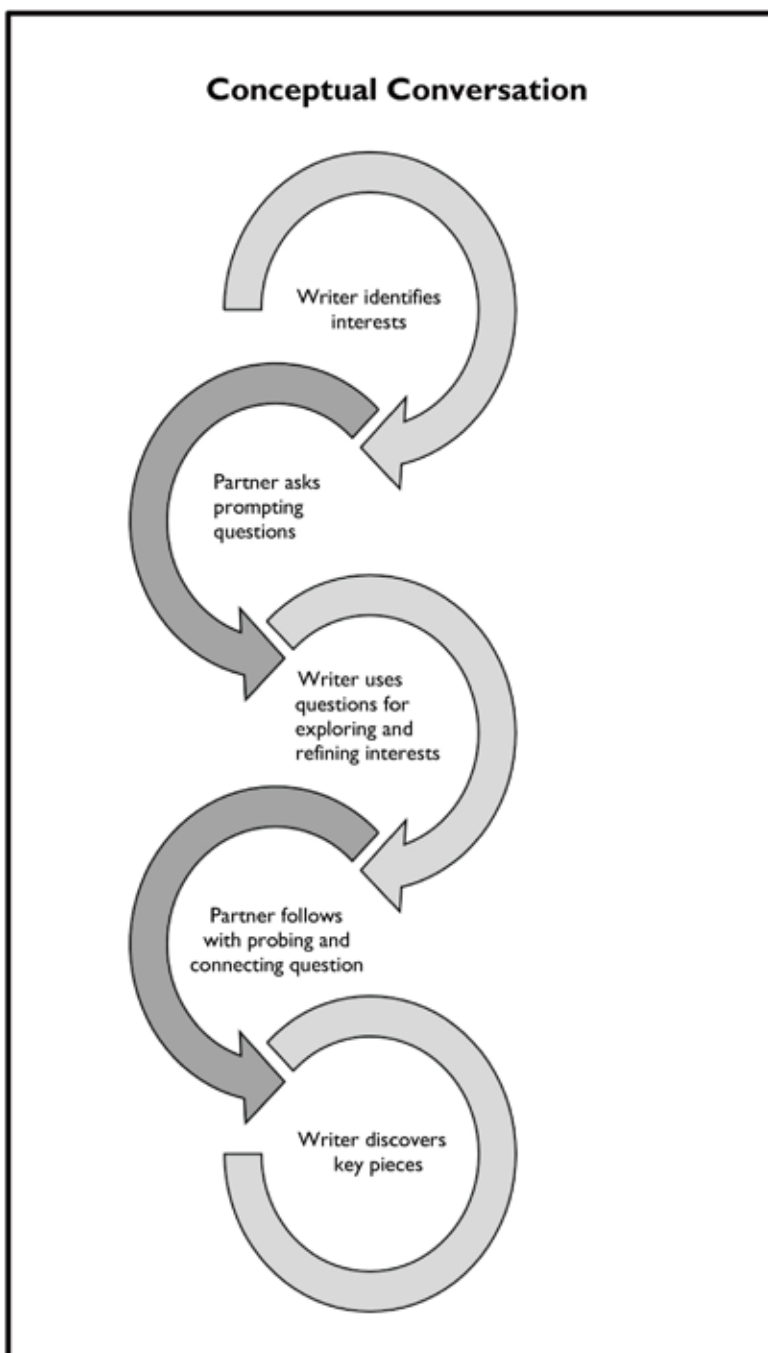 Conceptual Conversation
Writer identifies
interests
Partner asks
prompting
questions
Writer uses
questions for
exploring and
refining interests
Partner follows
with probing and
connecting question
Writer discovers
key pieces